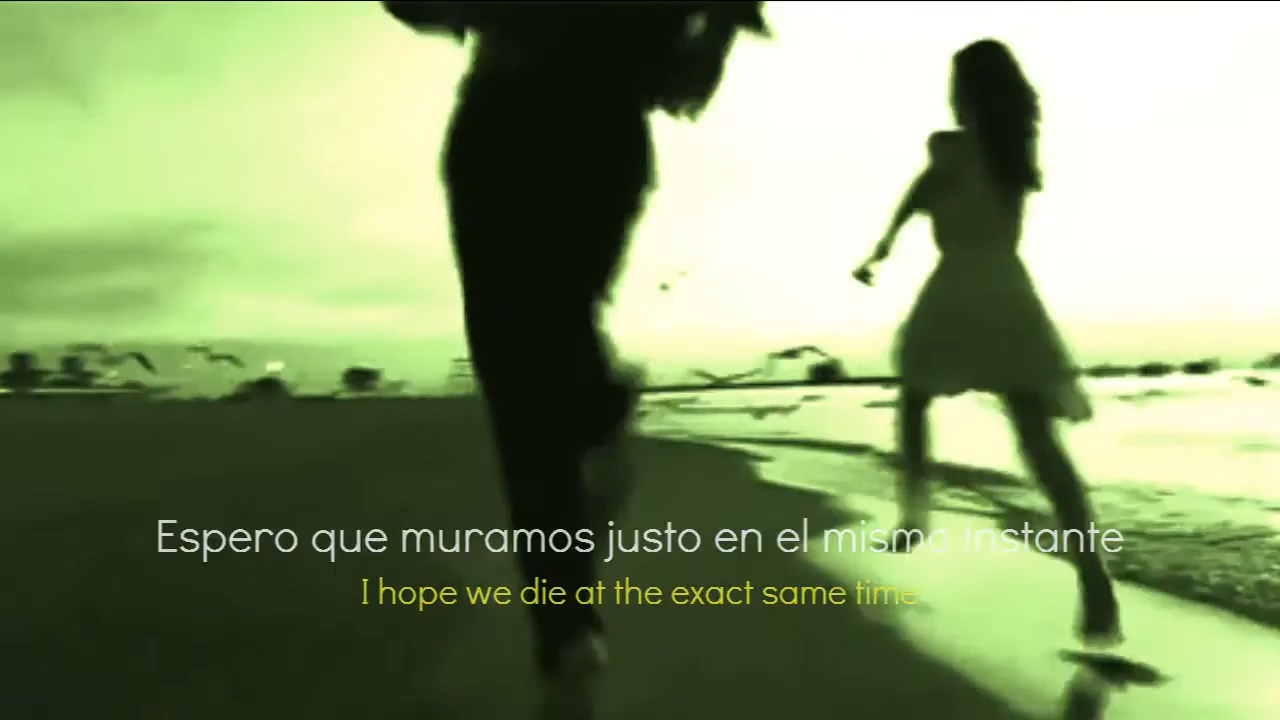 Espero que muramos justo en el mismo instante
I hope we die at the exact same time